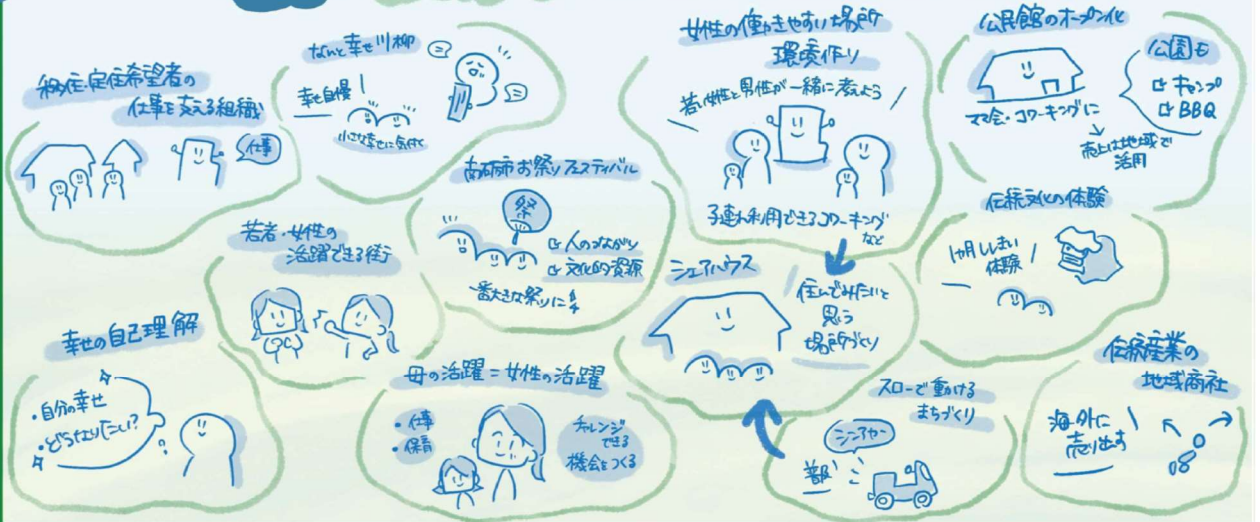 移住・定住希望者の
仕事を支える組織
仕事
なんと幸せ川柳
幸せ自慢
小さな幸せに気付く
女性の働きやすい場所
環境作り
若い女性と男性が一緒に考えよう
子連れ利用できるコワーキング
など
公民館のオープン化
ママ会・コワーキングに
公園も
キャンプ
BBQ
売上は地域で
活用
若者・女性の
活躍できる街
南砺市お祭りフェスティバル
祭
人のつながり
文化的資源
一番大きな祭りに
シェアハウス
住んでみたいと
思う
場所づくり
伝統文化の体験
1ヶ月ししまい
体験
幸せの自己理解
・自分の幸せ
・どうなりたい?
母の活躍=女性の活躍
・仕事
・保育
チャレンジ
できる
機会をつくる
スローで動ける
まちづくり
伝統産業の
地域商社
海外に
売り出す